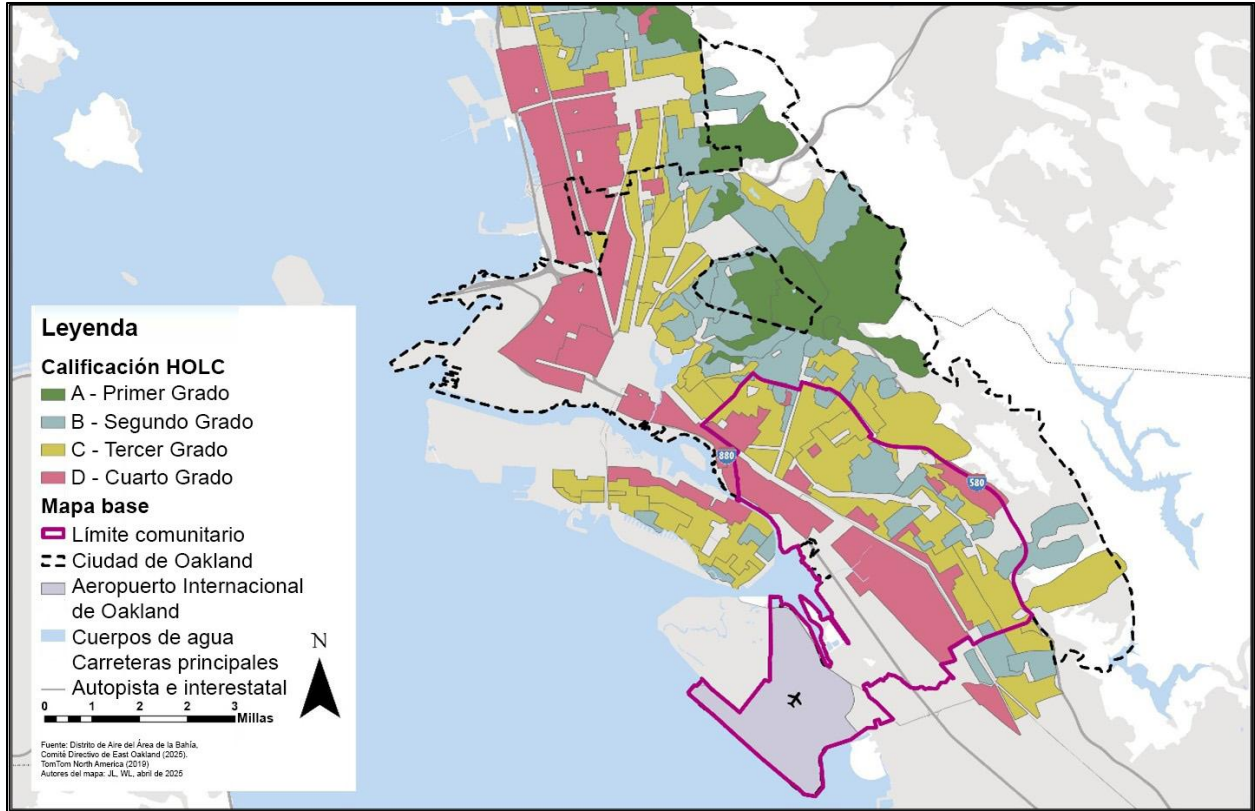 880
580
Leyenda
Calificación HOLC
A - Primer Grado
B - Segundo Grado
C - Tercer Grado
D - Cuarto Grado
Mapa base
Límite comunitario
Ciudad de Oakland
Aeropuerto Internacional
de Oakland
Cuerpos de agua
Carreteras principales
Autopista e interestatal
N
0 1 2 2 3 Millas
Fuente: Distrito de Aire del Área de la Bahía,
Comité Directivo de East Oakland (2025).
TomTom North America (2019)
Autores del mapa: JL, WL, abril de 2025